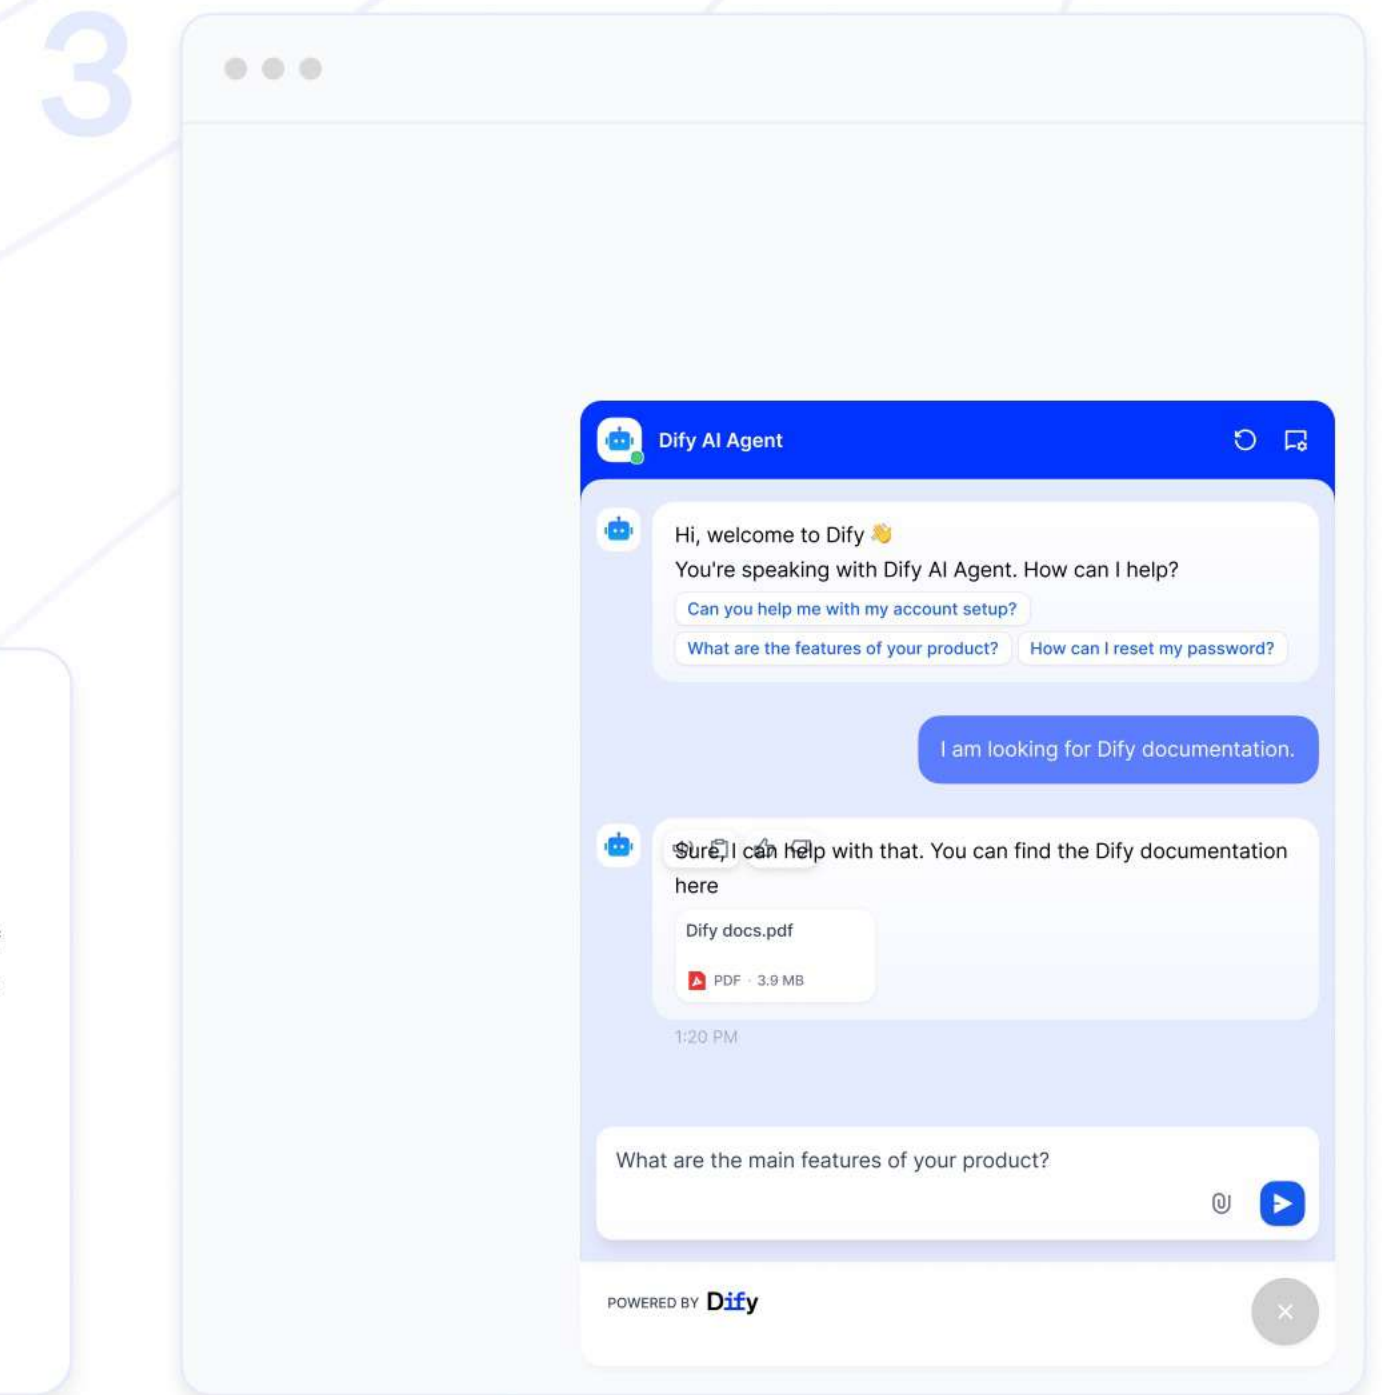 3
Dify AI Agent
Hi, welcome to Dify 👋
You're speaking with Dify AI Agent. How can I help?
Can you help me with my account setup?
What are the features of your product? How can I reset my password?
I am looking for Dify documentation.
Sure, I can help with that. You can find the Dify documentation
here
Dify docs.pdf
PDF · 3.9 MB
1:20 PM
What are the main features of your product?
POWERED BY Dify